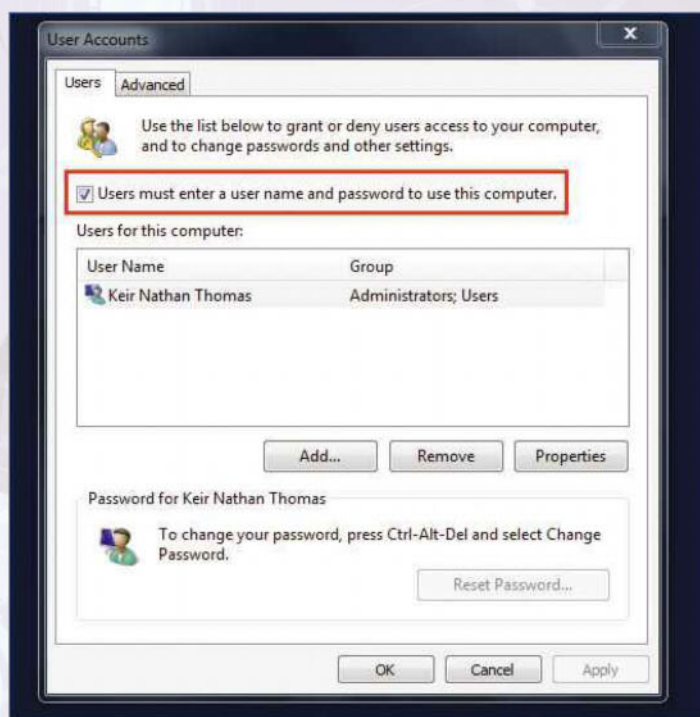 User Accounts
x
Users
Advanced
Use the list below to grant or deny users access to your computer,
and to change passwords and other settings.
Users must enter a user name and password to use this computer.
Users for this computer:
User Name Group
Keir Nathan Thomas Administrators; Users
Add... Remove Properties
Password for Keir Nathan Thomas
To change your password, press Ctrl-Alt-Del and select Change
Password.
Reset Password...
OK Cancel Apply